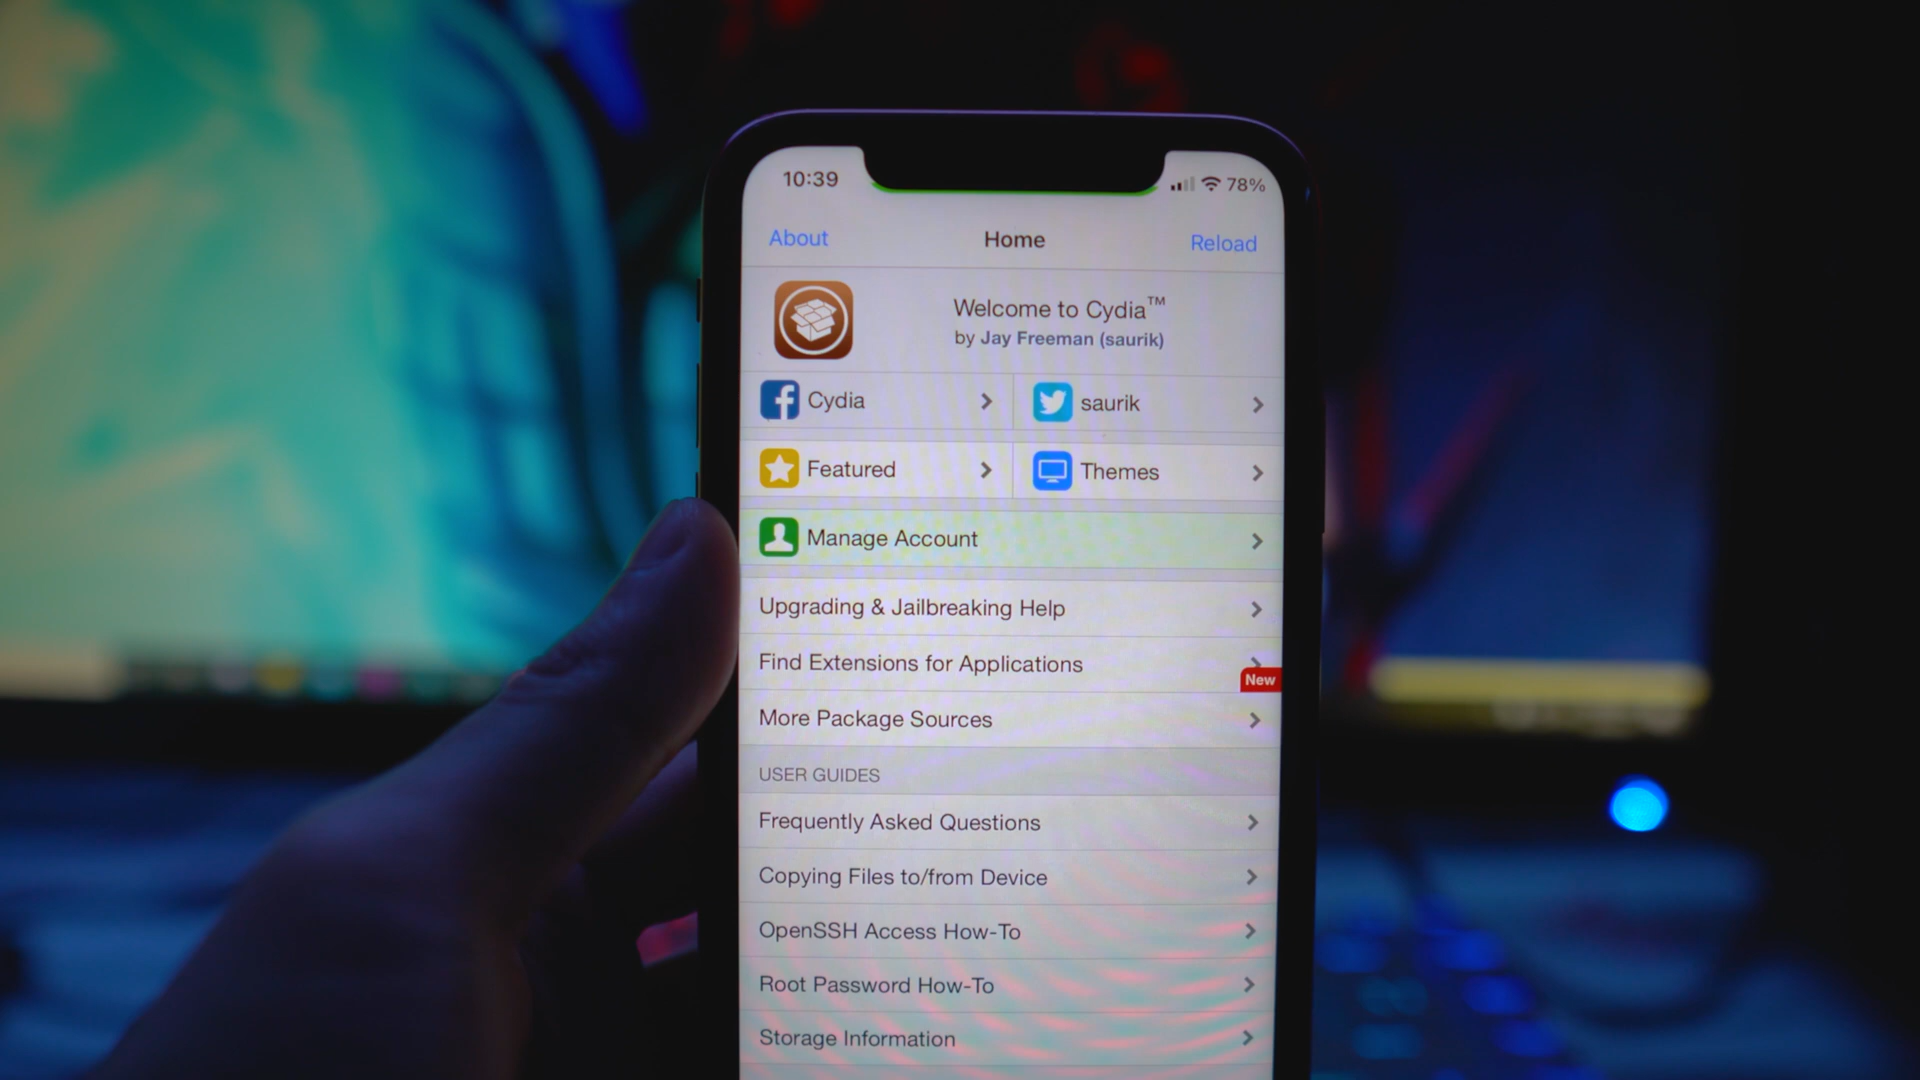 10:39
78%
About Home Reload
Welcome to Cydia™
by Jay Freeman (saurik)
Cydia
saurik
Featured
Themes
Manage Account
Upgrading & Jailbreaking Help
Find Extensions for Applications
New
More Package Sources
USER GUIDES
Frequently Asked Questions
Copying Files to/from Device
OpenSSH Access How-To
Root Password How-To
Storage Information